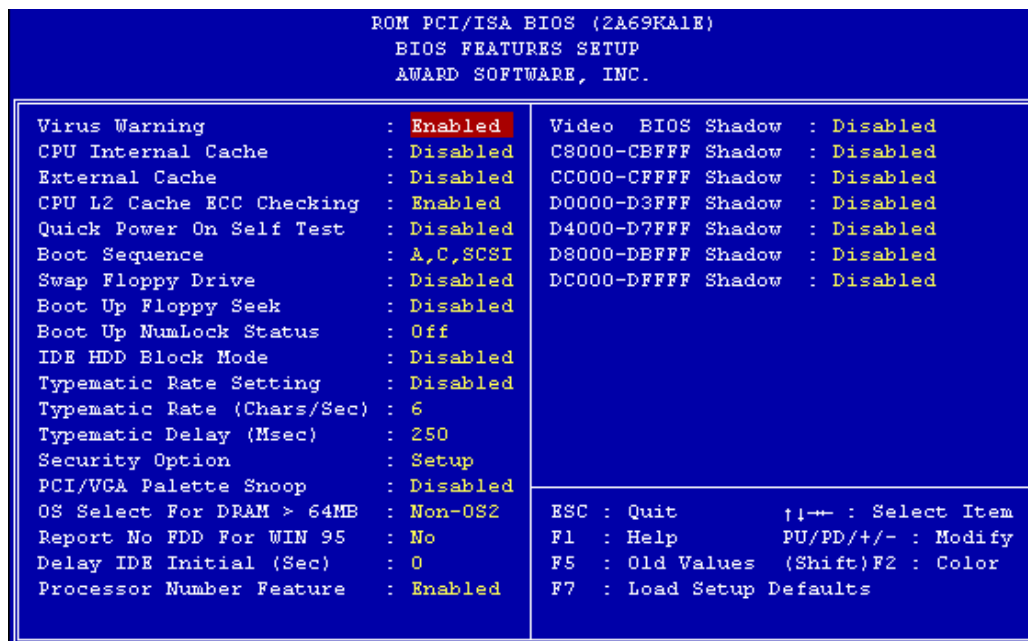 ROM PCI/ISA BIOS (2A69KA1E)
BIOS FEATURES SETUP
AWARD SOFTWARE, INC.
Virus Warning : Enabled
CPU Internal Cache : Disabled
External Cache : Disabled
CPU L2 Cache ECC Checking : Enabled
Quick Power On Self Test : Disabled
Boot Sequence : A,C,SCSI
Swap Floppy Drive : Disabled
Boot Up Floppy Seek : Disabled
Boot Up NumLock Status : Off
IDE HDD Block Mode : Disabled
Typematic Rate Setting : Disabled
Typematic Rate (Chars/Sec) : 6
Typematic Delay (Msec) : 250
Security Option : Setup
PCI/VGA Palette Snoop : Disabled
OS Select For DRAM > 64MB : Non-OS2
Report No FDD For WIN 95 : No
Delay IDE Initial (Sec) : 0
Processor Number Feature : Enabled
Video BIOS Shadow : Disabled
C8000-CBFFF Shadow : Disabled
CC000-CFFFF Shadow : Disabled
D0000-D3FFF Shadow : Disabled
D4000-D7FFF Shadow : Disabled
D8000-DBFFF Shadow : Disabled
DC000-DFFFF Shadow : Disabled
ESC : Quit ↑↓→← : Select Item
F1 : Help PU/PD/+/- : Modify
F5 : Old Values (Shift)F2 : Color
F7 : Load Setup Defaults